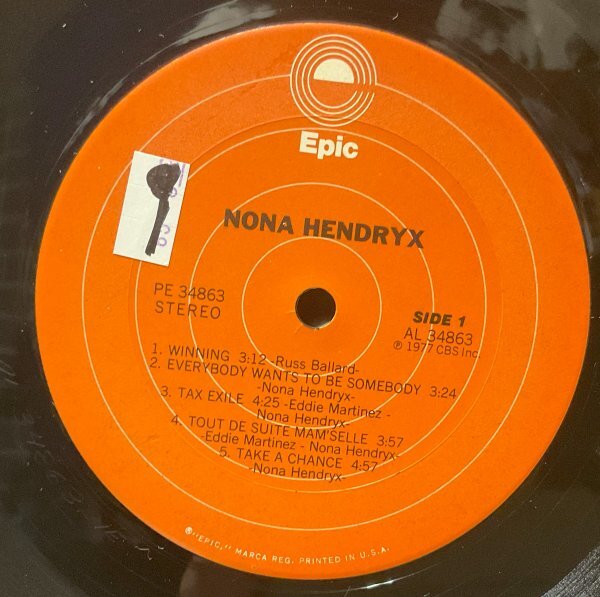 Epic
NONA HENDRYX
PE 34863
STEREO
SIDE 1
AL 34863
℗ 1977 CBS Inc.
1. WINNING 3:12 -Russ Ballard-
2. EVERYBODY WANTS TO BE SOMEBODY 3:24
-Nona Hendryx-
3. TAX EXILE 4:25 -Eddie Martinez -
Nona Hendryx-
4. TOUT DE SUITE MAM'SELLE 3:57
-Eddie Martinez - Nona Hendryx-
5. TAKE A CHANCE 4:57
-Nona Hendryx-
®"EPIC," MARCA REG. PRINTED IN U.S.A.